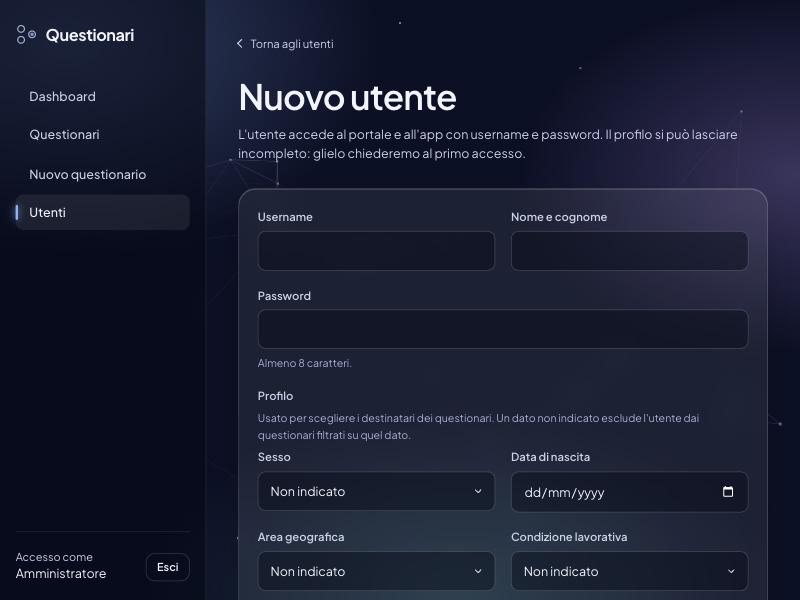 Questionari
Dashboard
Questionari
Nuovo questionario
Utenti
Accesso come
Amministratore
Esci
Torna agli utenti
Nuovo utente
L'utente accede al portale e all'app con username e password. Il profilo si può lasciare
incompleto: glielo chiederemo al primo accesso.
Username
Nome e cognome
Password
Almeno 8 caratteri.
Profilo
Usato per scegliere i destinatari dei questionari. Un dato non indicato esclude l'utente dai
questionari filtrati su quel dato.
Sesso
Data di nascita
Non indicato
dd/mm/yyyy
Area geografica
Condizione lavorativa
Non indicato
Non indicato